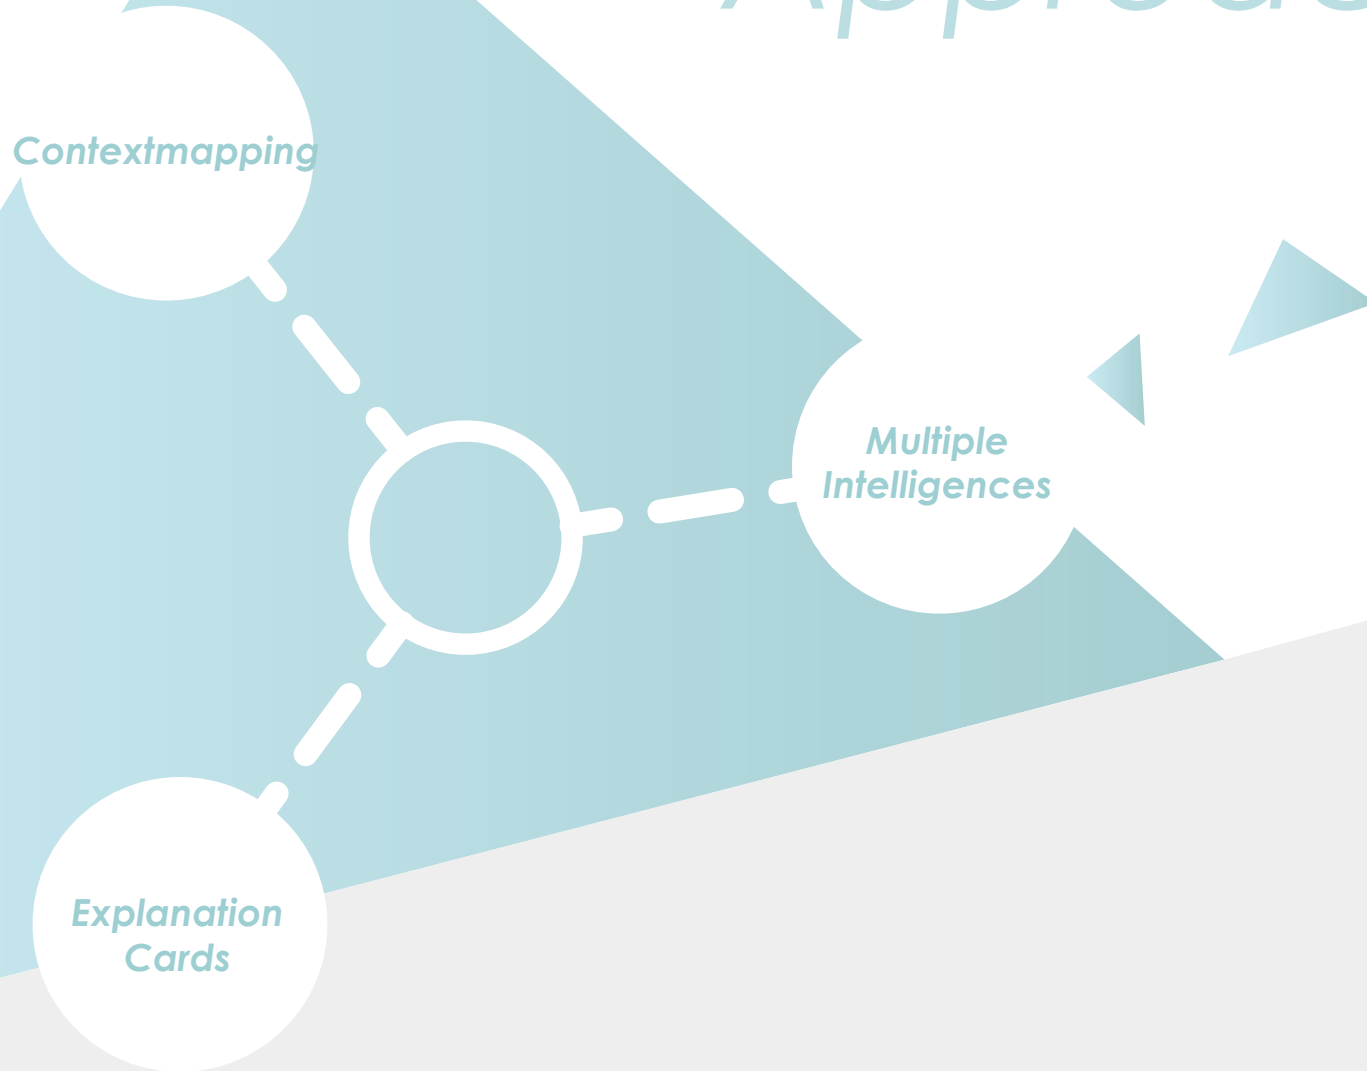 Contextmapping
Multiple
Intelligences
Explanation
Cards